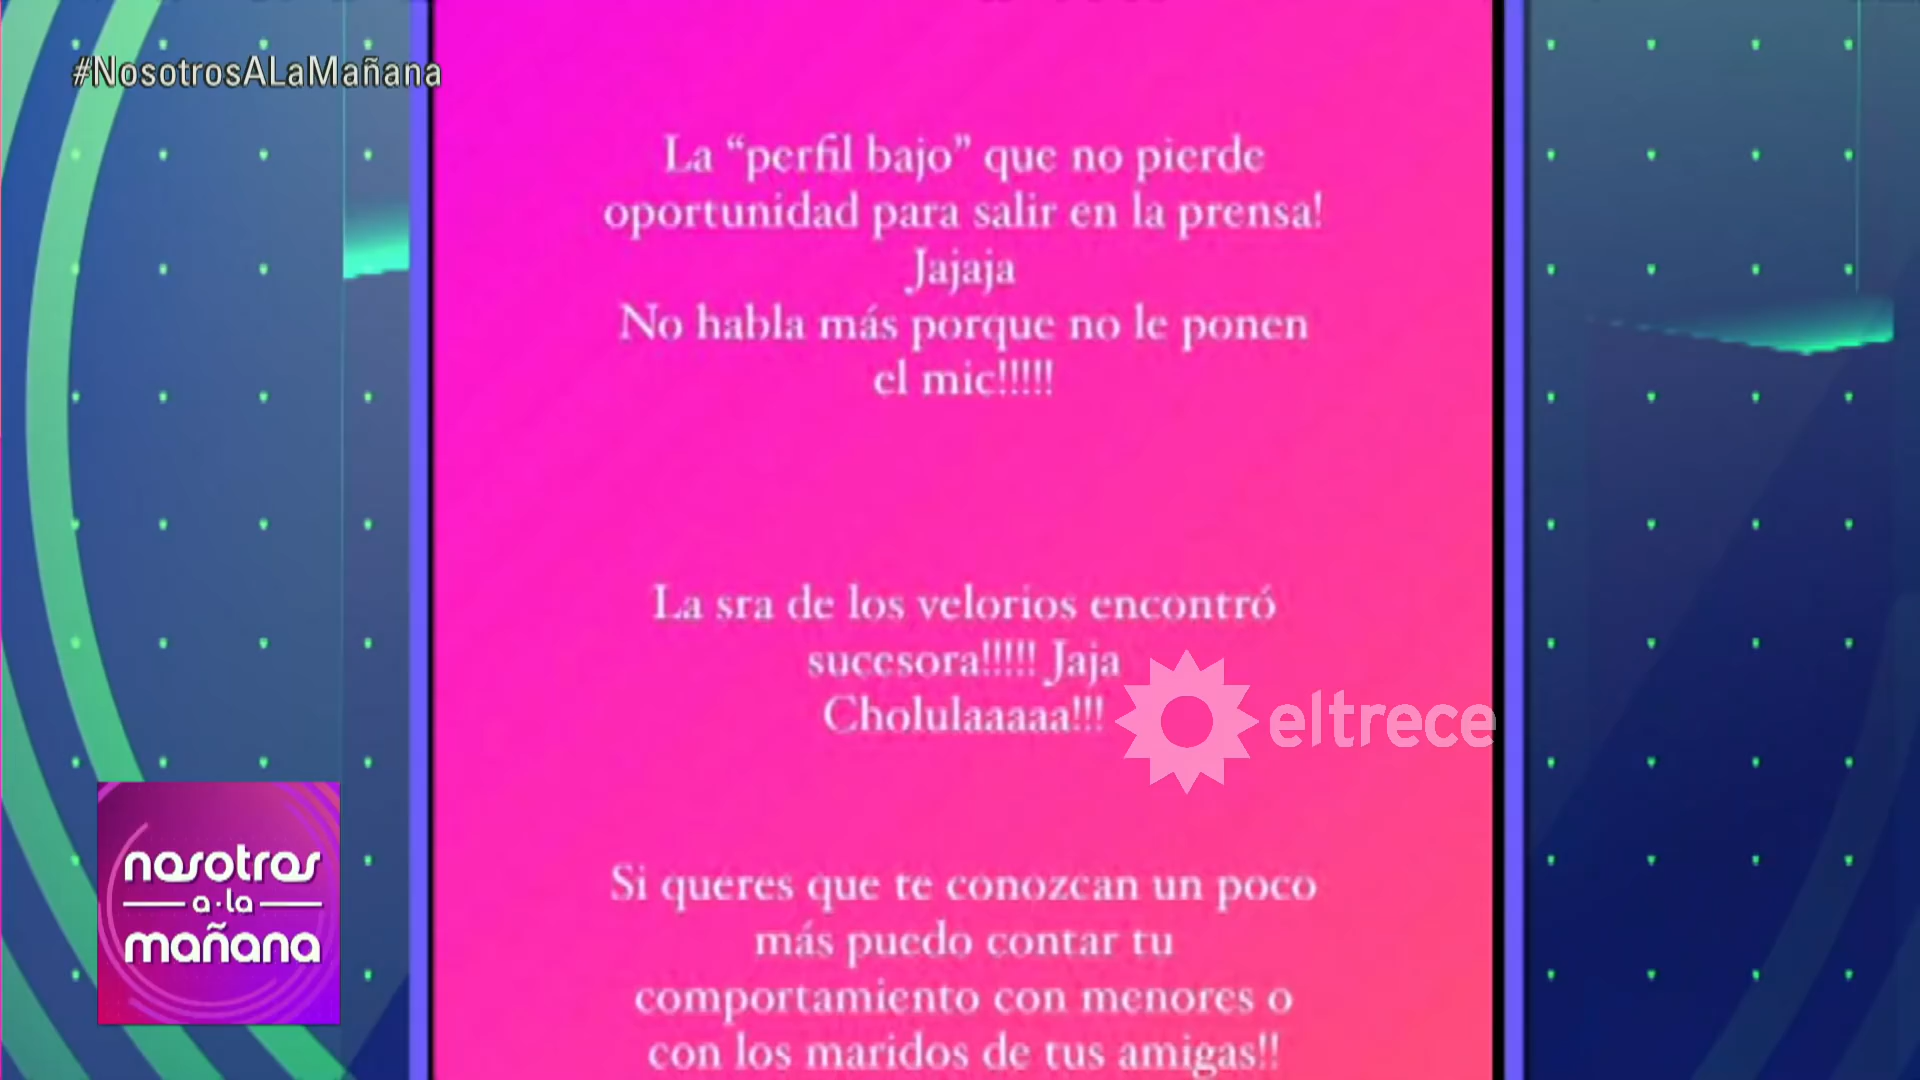 #NosotrosALaMañana
La “perfil bajo” que no pierde
oportunidad para salir en la prensa!
Jajaja
No habla más porque no le ponen
el mic!!!!!
La sra de los velorios encontró
sucesora!!!!! Jaja
Cholulaaaaa!!!
eltrece
Si queres que te conozcan un poco
más puedo contar tu
comportamiento con menores o
con los maridos de tus amigas!!
nosotros
a·la
mañana